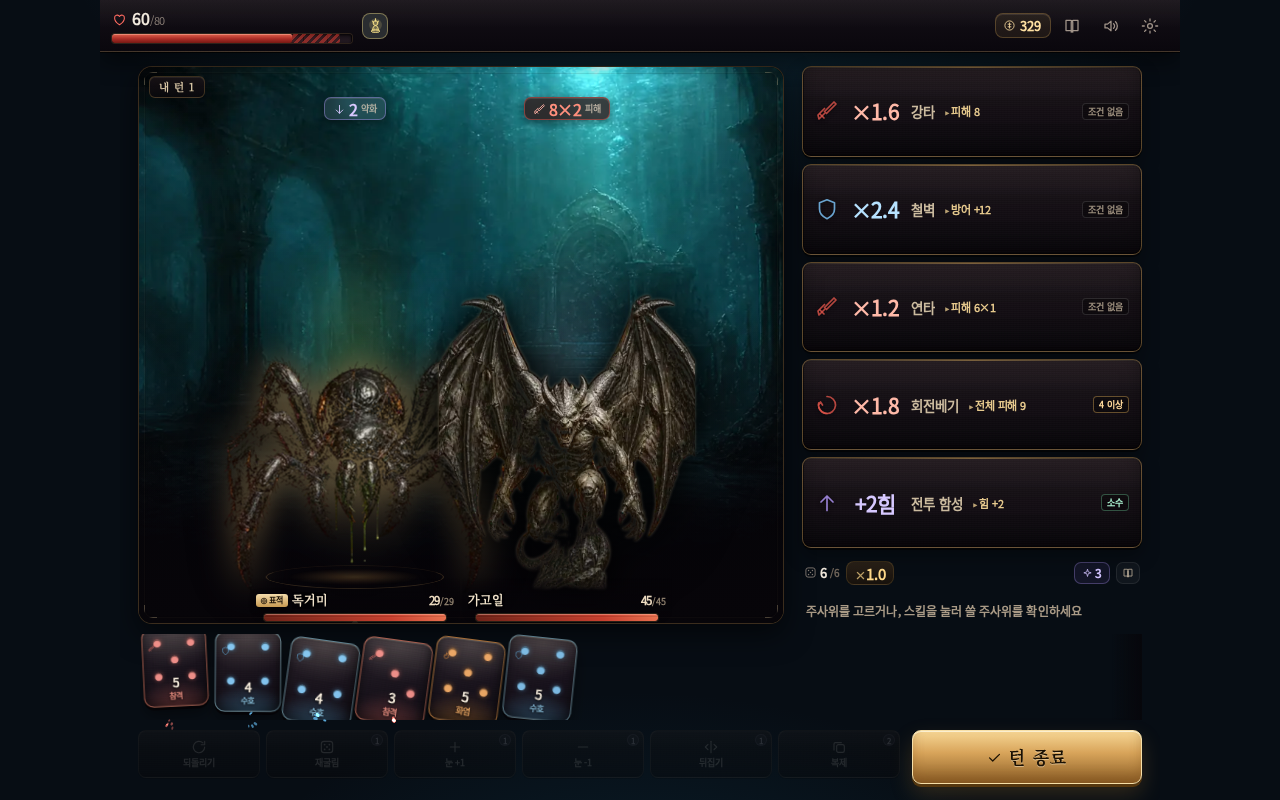 60/80
329
내 턴 1
2 약화
8×2 피해
×1.6 강타 ▸피해 8 조건 없음
×2.4 철벽 ▸방어 +12 조건 없음
×1.2 연타 ▸피해 6×1 조건 없음
×1.8 회전베기 ▸전체 피해 9 4 이상
+2힘 전투 함성 ▸힘 +2 소수
표적 독거미 29/29
가고일 45/45
6/6 ×1.0 3
주사위를 고르거나, 스킬을 눌러 쓸 주사위를 확인하세요
5 참격
4 수호
4 수호
3 참격
5 화염
5 수호
되돌리기
재굴림 1
눈 +1 1
눈 -1 1
뒤집기 1
복제 2
턴 종료